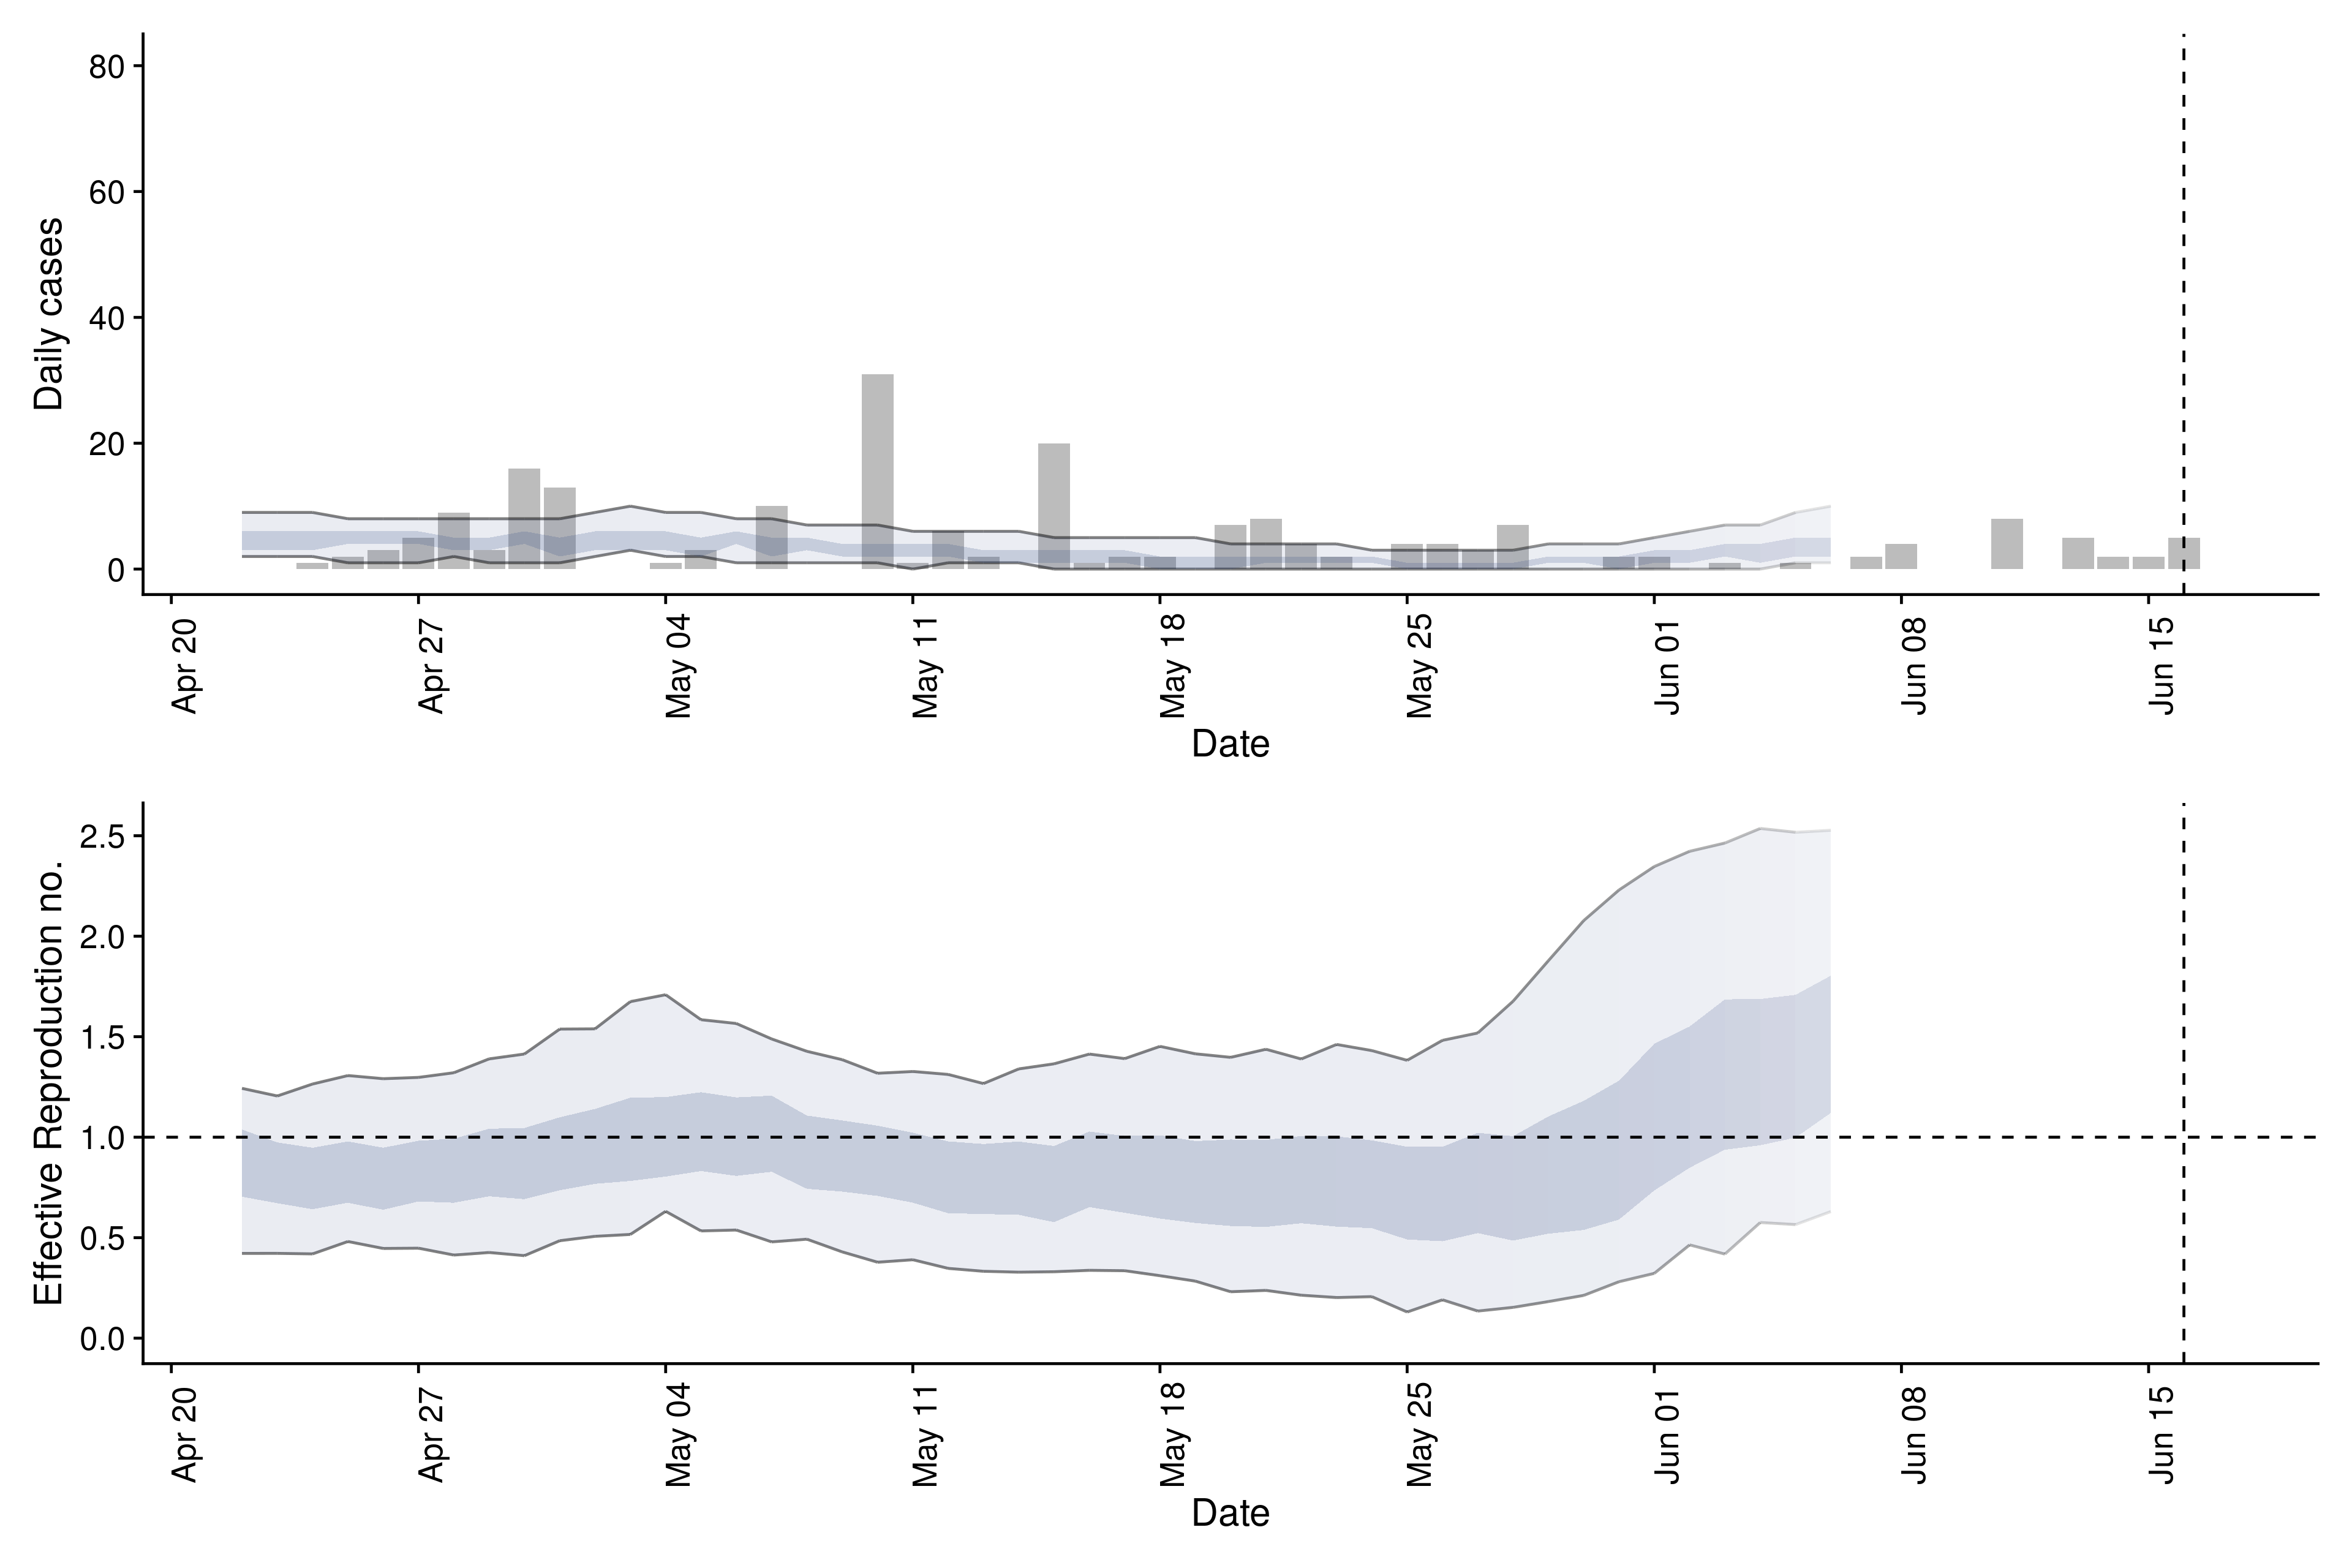 Daily cases
80
60
40
20
0
Apr 20
Apr 27
May 04
May 11
May 18
May 25
Jun 01
Jun 08
Jun 15
Date
Effective Reproduction no.
2.5
2.0
1.5
1.0
0.5
0.0
Apr 20
Apr 27
May 04
May 11
May 18
May 25
Jun 01
Jun 08
Jun 15
Date